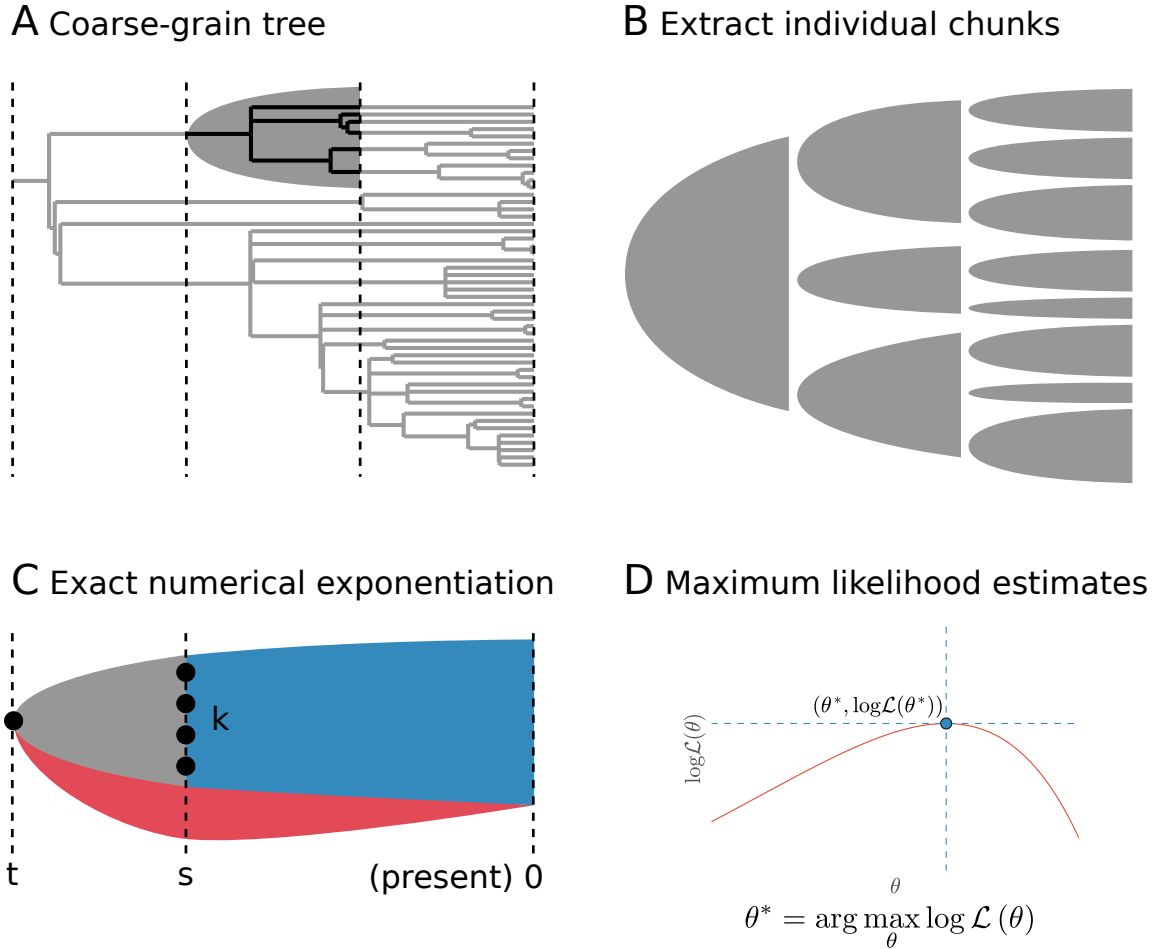 A Coarse-grain tree
B Extract individual chunks
C Exact numerical exponentiation
k
t
s
(present) 0
D Maximum likelihood estimates
(θ*, logℒ(θ*))
logℒ(θ)
θ
θ* = arg max log ℒ (θ)
θ